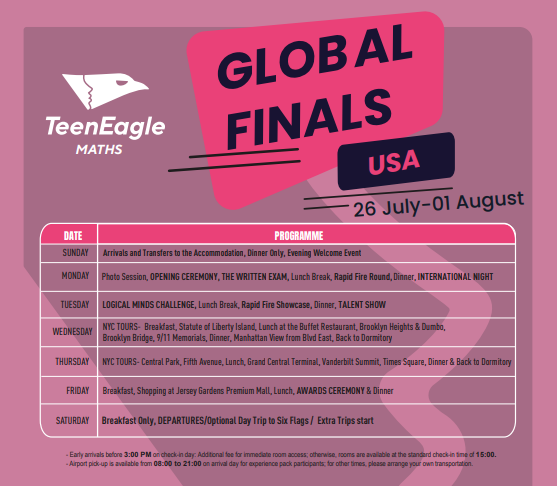 GLOBAL
FINALS
USA
26 July-01 August
TeenEagle
MATHS
DATE PROGRAMME
SUNDAY Arrivals and Transfers to the Accommodation, Dinner Only, Evening Welcome Event
MONDAY Photo Session, OPENING CEREMONY, THE WRITTEN EXAM, Lunch Break, Rapid Fire Round, Dinner, INTERNATIONAL NIGHT
TUESDAY LOGICAL MINDS CHALLENGE, Lunch Break, Rapid Fire Showcase, Dinner, TALENT SHOW
WEDNESDAY NYC TOURS- Breakfast, Statute of Liberty Island, Lunch at the Buffet Restaurant, Brooklyn Heights & Dumbo,
Brooklyn Bridge, 9/11 Memorials, Dinner, Manhattan View from Blvd East, Back to Dormitory
THURSDAY NYC TOURS- Central Park, Fifth Avenue, Lunch, Grand Central Terminal, Vanderbilt Summit, Times Square, Dinner & Back to Dormitory
FRIDAY Breakfast, Shopping at Jersey Gardens Premium Mall, Lunch, AWARDS CEREMONY & Dinner
SATURDAY Breakfast Only, DEPARTURES/Optional Day Trip to Six Flags / Extra Trips start
- Early arrivals before 3:00 PM on check-in day: Additional fee for immediate room access; otherwise, rooms are available at the standard check-in time of 15:00.
- Airport pick-up is available from 08:00 to 21:00 on arrival day for experience pack participants; for other times, please arrange your own transportation.